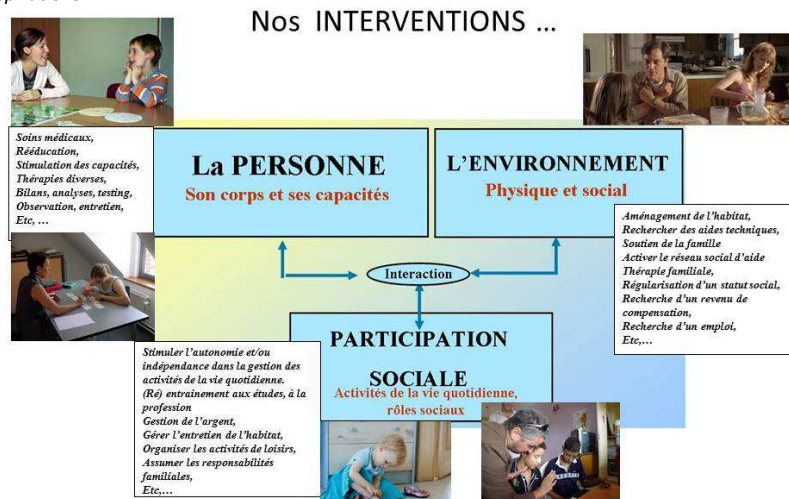 Nos INTERVENTIONS ...
La PERSONNE
Son corps et ses capacités
L'ENVIRONNEMENT
Physique et social
Soins médicaux,
Rééducation,
Stimulation des capacités,
Thérapies diverses,
Bilans, analyses, testing,
Observation, entretien,
Etc, ...
Interaction
Aménagement de l'habitat,
Rechercher des aides techniques,
Soutien de la famille
Activer le réseau social d'aide
Thérapie familiale,
Régularisation d'un statut social,
Recherche d'un revenu de
compensation,
Recherche d'un emploi,
Etc,...
PARTICIPATION
SOCIALE
Activités de la vie quotidienne,
rôles sociaux
Stimuler l'autonomie et/ou
indépendance dans la gestion des
activités de la vie quotidienne.
(Ré) entrainement aux études, à la
profession
Gestion de l'argent,
Gérer l'entretien de l'habitat,
Organiser les activités de loisirs,
Assumer les responsabilités
familiales,
Etc,...